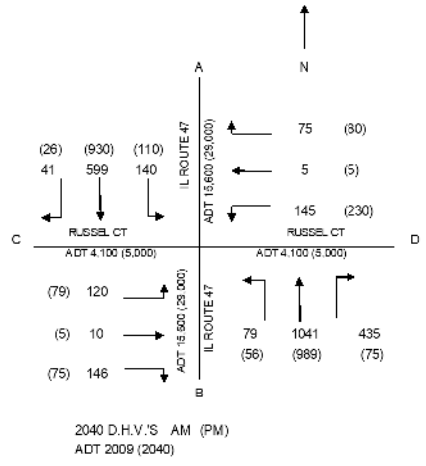 N
A
75 (80)
5 (5)
145 (230)
(26) (930) (110)
41 599 140
IL ROUTE 47
ADT 15,600 (29,000)
C
RUSSEL CT
ADT 4,100 (5,000)
RUSSEL CT
ADT 4,100 (5,000)
D
(79) 120
(5) 10
(75) 146
ADT 15,600 (29,000)
IL ROUTE 47
79 1041 435
(56) (989) (75)
B
2040 D.H.V.'S AM (PM)
ADT 2009 (2040)